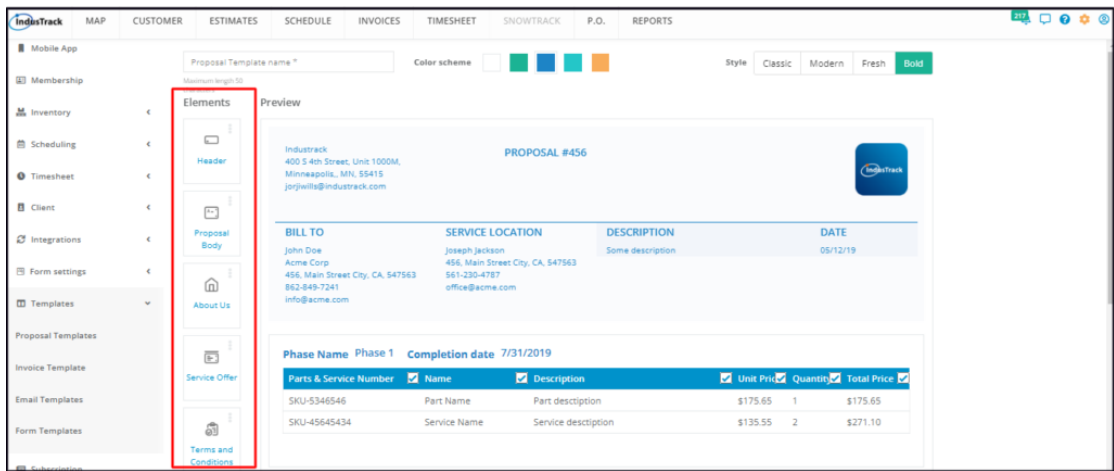 IndusTrack MAP CUSTOMER ESTIMATES SCHEDULE INVOICES TIMESHEET SNOWTRACK P.O. REPORTS 217
Mobile App
Membership
Inventory
Scheduling
Timesheet
Client
Integrations
Form settings
Templates
Proposal Templates
Invoice Template
Email Templates
Form Templates
Subscription
Proposal Template name *
Maximum length 50
Color scheme
Style Classic Modern Fresh Bold
Elements
Header
Proposal
Body
About Us
Service Offer
Terms and
Conditions
Preview
Industrack
400 S 4th Street, Unit 1000M,
Minneapolis,, MN, 55415
jorjiwills@industrack.com
PROPOSAL #456
IndusTrack
BILL TO
John Doe
Acme Corp
456, Main Street City, CA, 547563
862-849-7241
info@acme.com
SERVICE LOCATION
Joseph Jackson
456, Main Street City, CA, 547563
561-230-4787
office@acme.com
DESCRIPTION
Some description
DATE
05/12/19
Phase Name Phase 1 Completion date 7/31/2019
Parts & Service Number Name Description Unit Pric Quantity Total Price
SKU-5346546 Part Name Part desctiption $175.65 1 $175.65
SKU-45645434 Service Name Service desctiption $135.55 2 $271.10